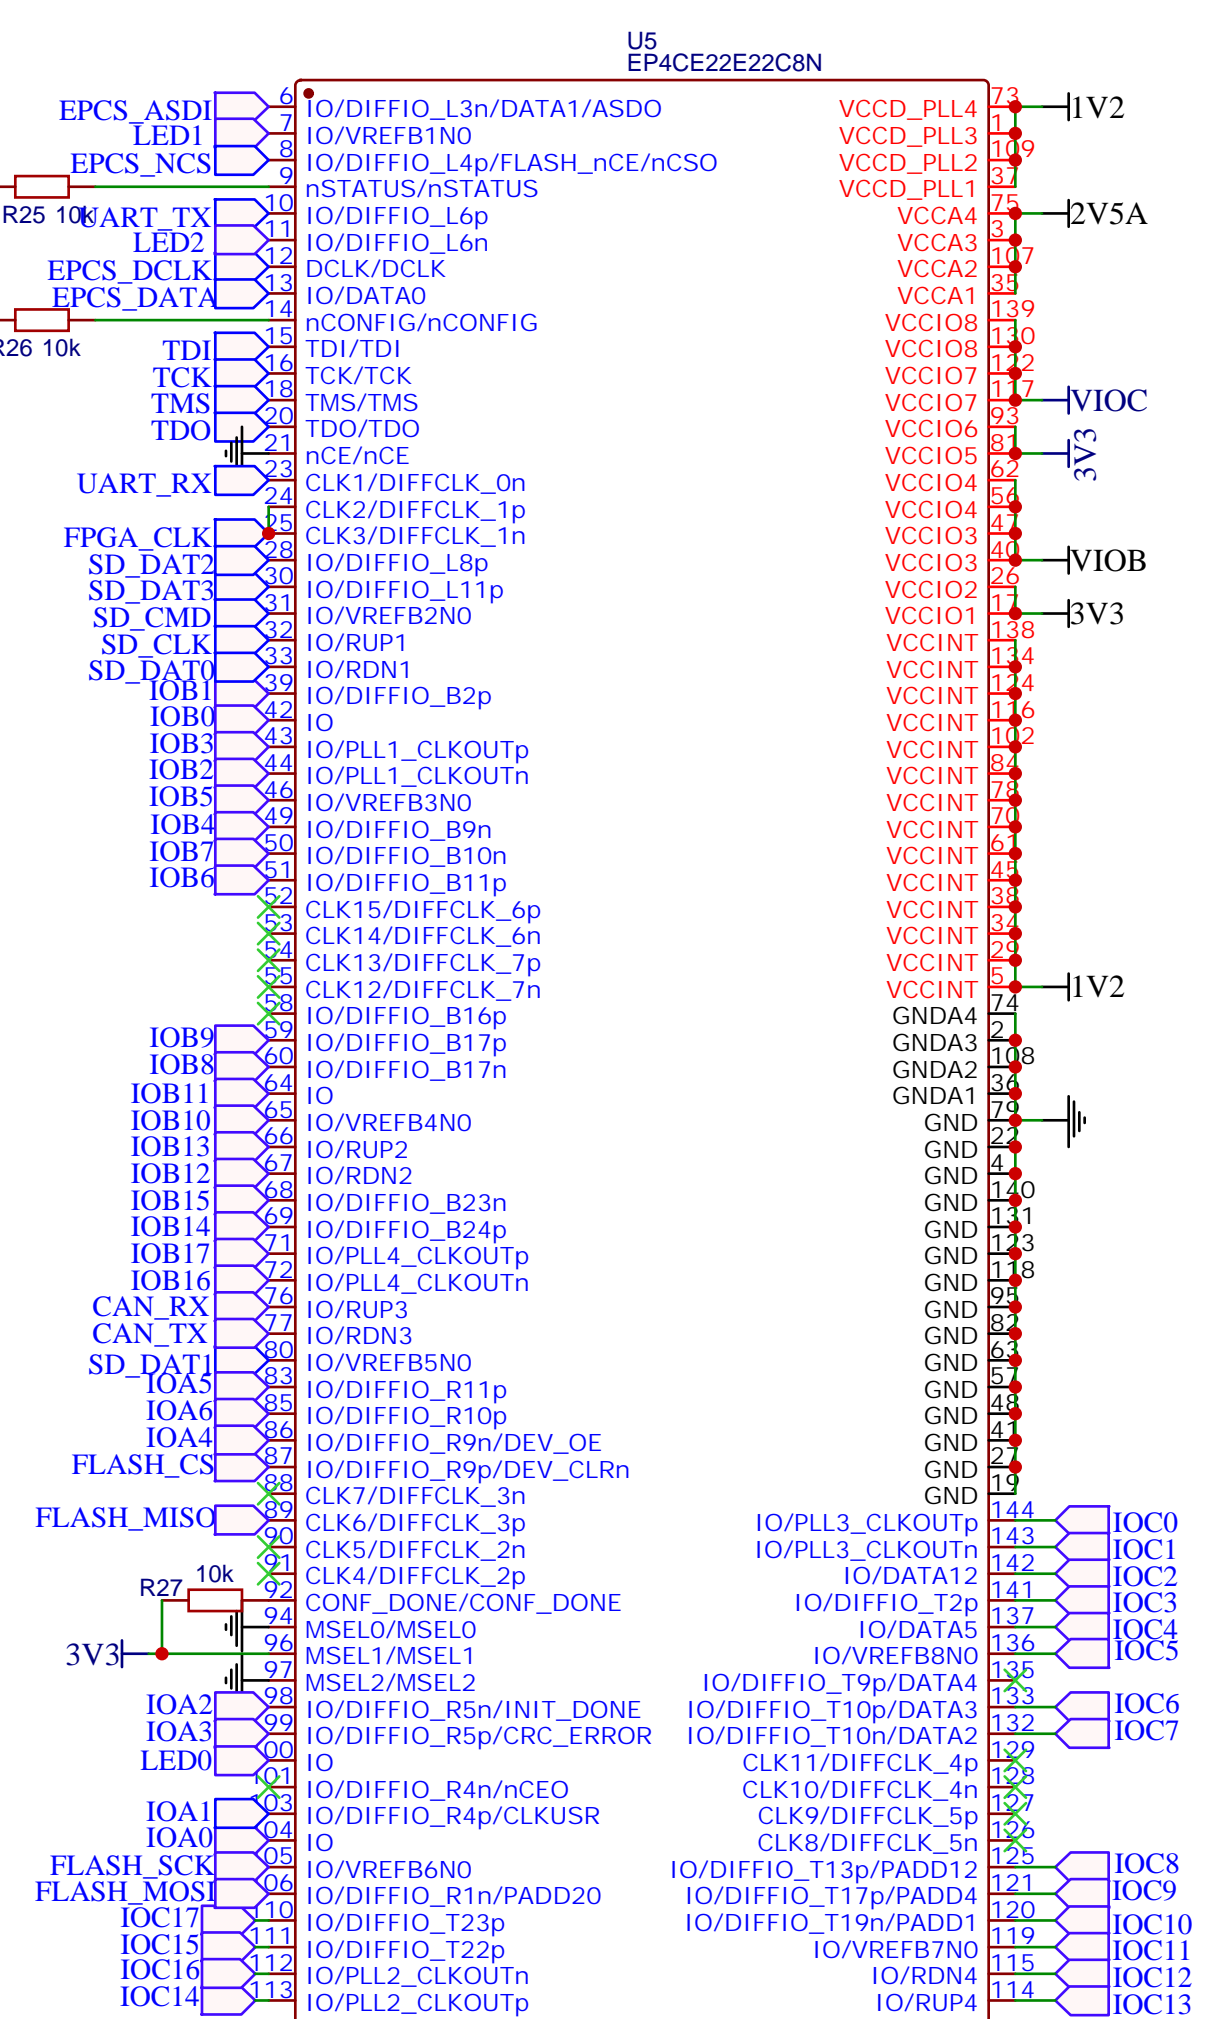 U5
EP4CE22E22C8N
EPCS_ASDI 6 IO/DIFFIO_L3n/DATA1/ASDO VCCD_PLL4 73 1V2
LED1 7 IO/VREFB1N0 VCCD_PLL3 1
EPCS_NCS 8 IO/DIFFIO_L4p/FLASH_nCE/nCSO VCCD_PLL2 109
R25 10k 9 nSTATUS/nSTATUS VCCD_PLL1 37
UART_TX 10 IO/DIFFIO_L6p VCCA4 75 2V5A
LED2 11 IO/DIFFIO_L6n VCCA3 3
EPCS_DCLK 12 DCLK/DCLK VCCA2 107
EPCS_DATA 13 IO/DATA0 VCCA1 35
R26 10k 14 nCONFIG/nCONFIG VCCIO8 139
TDI 15 TDI/TDI VCCIO8 130
TCK 16 TCK/TCK VCCIO7 122
TMS 18 TMS/TMS VCCIO7 117 VIOC
TDO 20 TDO/TDO VCCIO6 93
21 nCE/nCE VCCIO5 81 3V3
UART_RX 23 CLK1/DIFFCLK_0n VCCIO4 62
24 CLK2/DIFFCLK_1p VCCIO4 56
FPGA_CLK 25 CLK3/DIFFCLK_1n VCCIO3 47
SD_DAT2 28 IO/DIFFIO_L8p VCCIO3 40 VIOB
SD_DAT3 30 IO/DIFFIO_L11p VCCIO2 26
SD_CMD 31 IO/VREFB2N0 VCCIO1 17 3V3
SD_CLK 32 IO/RUP1 VCCINT 138
SD_DAT0 33 IO/RDN1 VCCINT 134
IOB1 39 IO/DIFFIO_B2p VCCINT 124
IOB0 42 IO VCCINT 116
IOB3 43 IO/PLL1_CLKOUTp VCCINT 102
IOB2 44 IO/PLL1_CLKOUTn VCCINT 84
IOB5 46 IO/VREFB3N0 VCCINT 78
IOB4 49 IO/DIFFIO_B9n VCCINT 70
IOB7 50 IO/DIFFIO_B10n VCCINT 61
IOB6 51 IO/DIFFIO_B11p VCCINT 45
52 CLK15/DIFFCLK_6p VCCINT 38
53 CLK14/DIFFCLK_6n VCCINT 34
54 CLK13/DIFFCLK_7p VCCINT 29
55 CLK12/DIFFCLK_7n VCCINT 5 1V2
58 IO/DIFFIO_B16p GNDA4 74
IOB9 59 IO/DIFFIO_B17p GNDA3 2
IOB8 60 IO/DIFFIO_B17n GNDA2 108
IOB11 64 IO GNDA1 36
IOB10 65 IO/VREFB4N0 GND 79
IOB13 66 IO/RUP2 GND 22
IOB12 67 IO/RDN2 GND 4
IOB15 68 IO/DIFFIO_B23n GND 140
IOB14 69 IO/DIFFIO_B24p GND 131
IOB17 71 IO/PLL4_CLKOUTp GND 123
IOB16 72 IO/PLL4_CLKOUTn GND 118
CAN_RX 76 IO/RUP3 GND 95
CAN_TX 77 IO/RDN3 GND 82
SD_DAT1 80 IO/VREFB5N0 GND 63
IOA5 83 IO/DIFFIO_R11p GND 57
IOA6 85 IO/DIFFIO_R10p GND 48
IOA4 86 IO/DIFFIO_R9n/DEV_OE GND 41
FLASH_CS 87 IO/DIFFIO_R9p/DEV_CLRn GND 27
88 CLK7/DIFFCLK_3n GND 19
FLASH_MISO 89 CLK6/DIFFCLK_3p IO/PLL3_CLKOUTp 144 IOC0
90 CLK5/DIFFCLK_2n IO/PLL3_CLKOUTn 143 IOC1
91 CLK4/DIFFCLK_2p IO/DATA12 142 IOC2
R27 10k 92 CONF_DONE/CONF_DONE IO/DIFFIO_T2p 141 IOC3
94 MSEL0/MSEL0 IO/DATA5 137 IOC4
3V3 96 MSEL1/MSEL1 IO/VREFB8N0 136 IOC5
97 MSEL2/MSEL2 IO/DIFFIO_T9p/DATA4 135
IOA2 98 IO/DIFFIO_R5n/INIT_DONE IO/DIFFIO_T10p/DATA3 133 IOC6
IOA3 99 IO/DIFFIO_R5p/CRC_ERROR IO/DIFFIO_T10n/DATA2 132 IOC7
LED0 00 IO CLK11/DIFFCLK_4p 129
101 IO/DIFFIO_R4n/nCEO CLK10/DIFFCLK_4n 128
IOA1 03 IO/DIFFIO_R4p/CLKUSR CLK9/DIFFCLK_5p 127
IOA0 04 IO CLK8/DIFFCLK_5n 126
FLASH_SCK 05 IO/VREFB6N0 IO/DIFFIO_T13p/PADD12 125 IOC8
FLASH_MOSI 06 IO/DIFFIO_R1n/PADD20 IO/DIFFIO_T17p/PADD4 121 IOC9
IOC17 110 IO/DIFFIO_T23p IO/DIFFIO_T19n/PADD1 120 IOC10
IOC15 111 IO/DIFFIO_T22p IO/VREFB7N0 119 IOC11
IOC16 112 IO/PLL2_CLKOUTn IO/RDN4 115 IOC12
IOC14 113 IO/PLL2_CLKOUTp IO/RUP4 114 IOC13